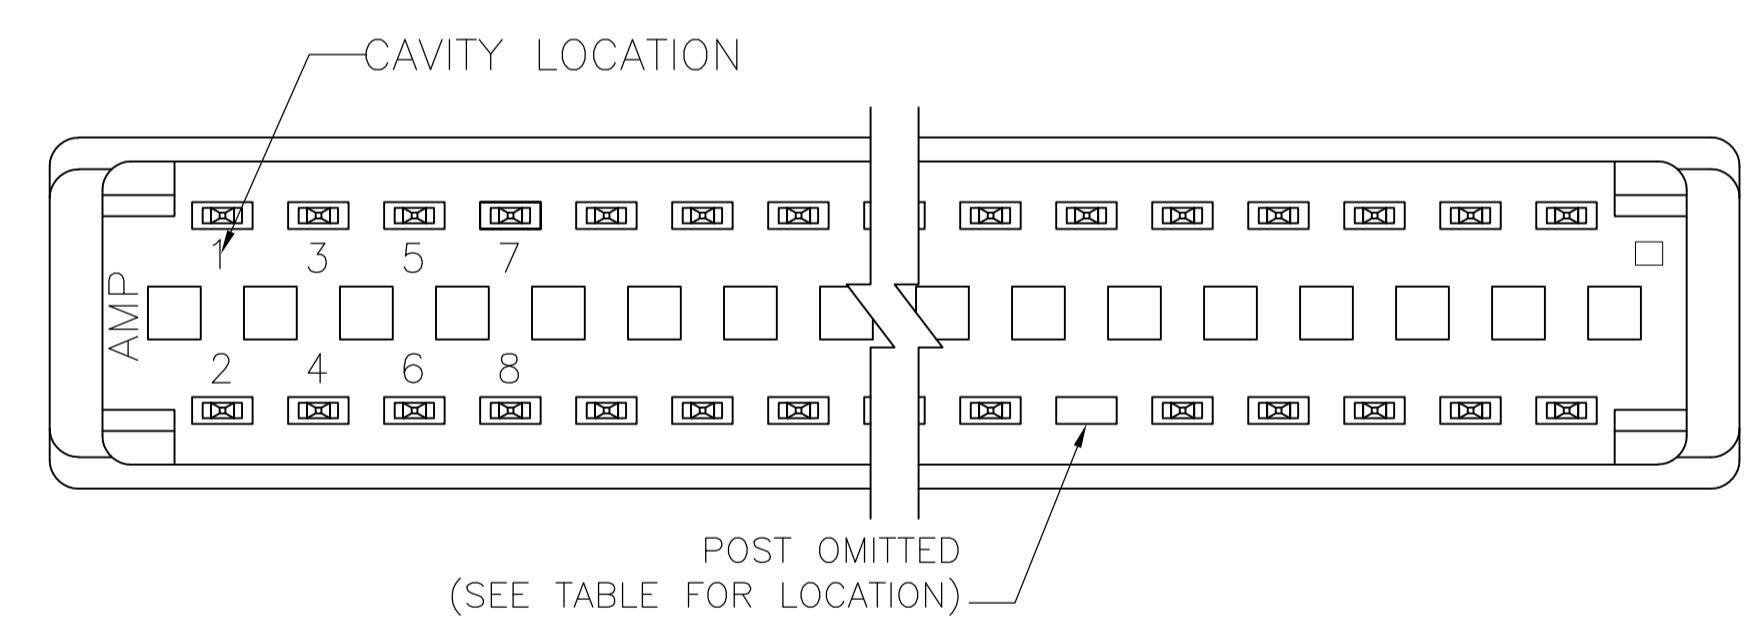 CAVITY LOCATION
1 3 5 7
AMP
2 4 6 8
POST OMITTED
(SEE TABLE FOR LOCATION)